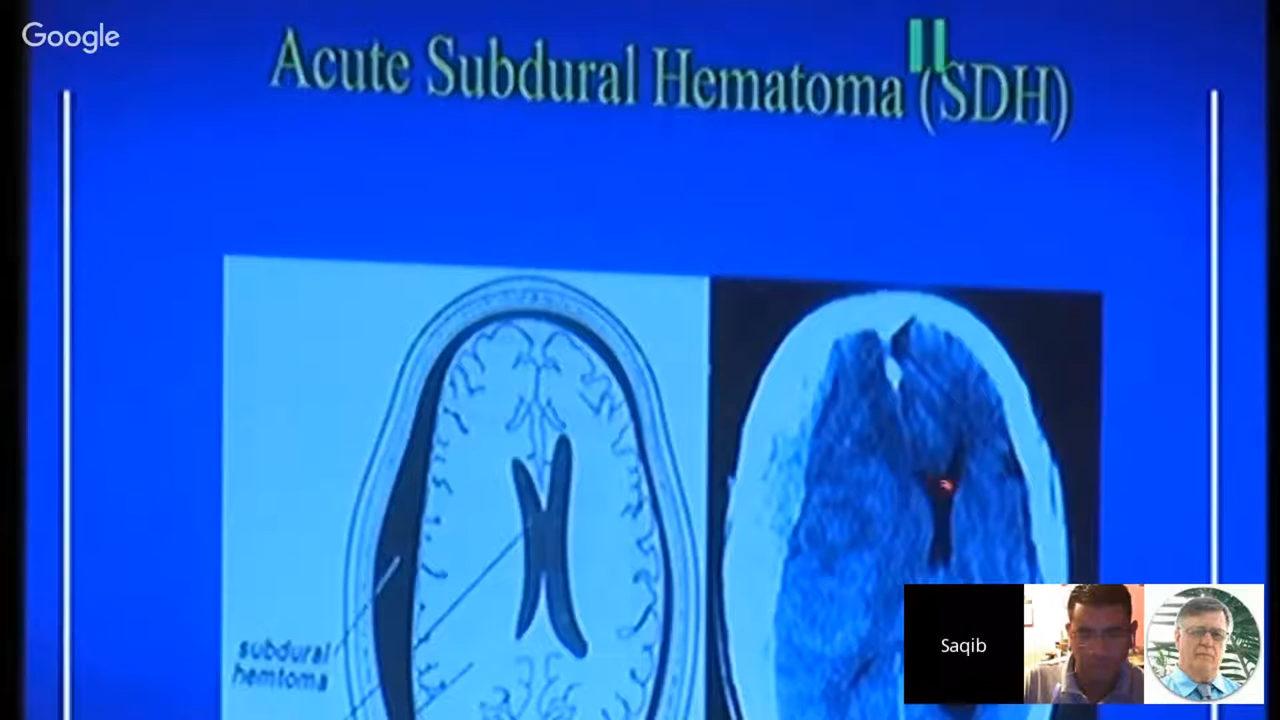 Google
Acute Subdural Hematoma (SDH)
subdural
hemtoma
Saqib